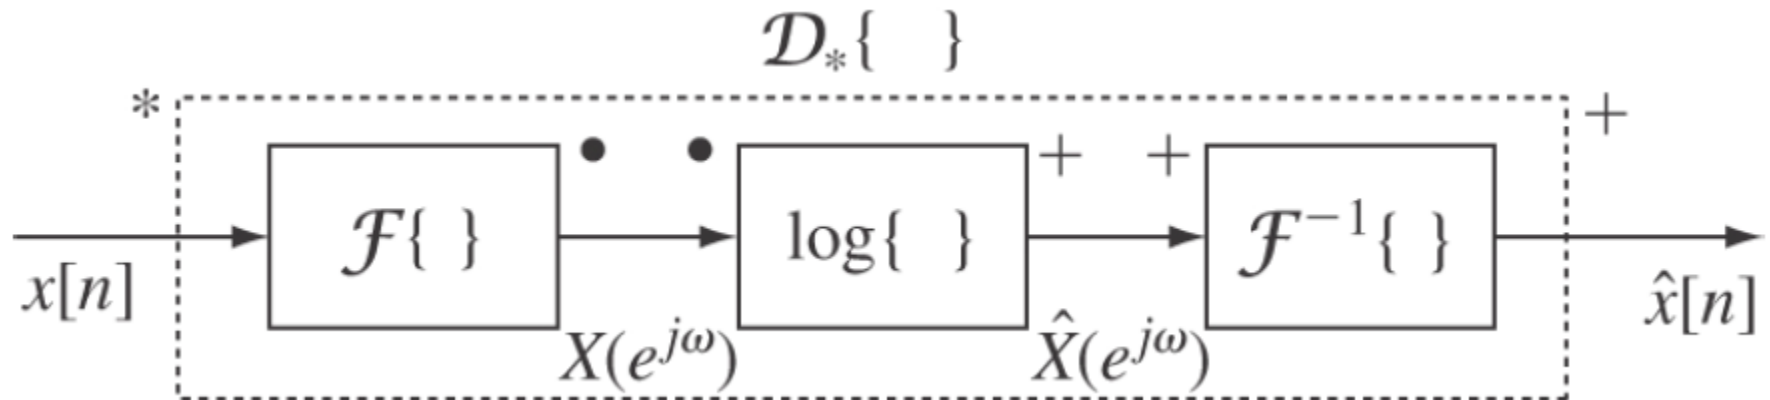 𝒟∗{ }
* +
• • + +
ℱ{ } log{ } ℱ⁻¹{ }
x[n] x̂[n]
X(e^{jω}) X̂(e^{jω})